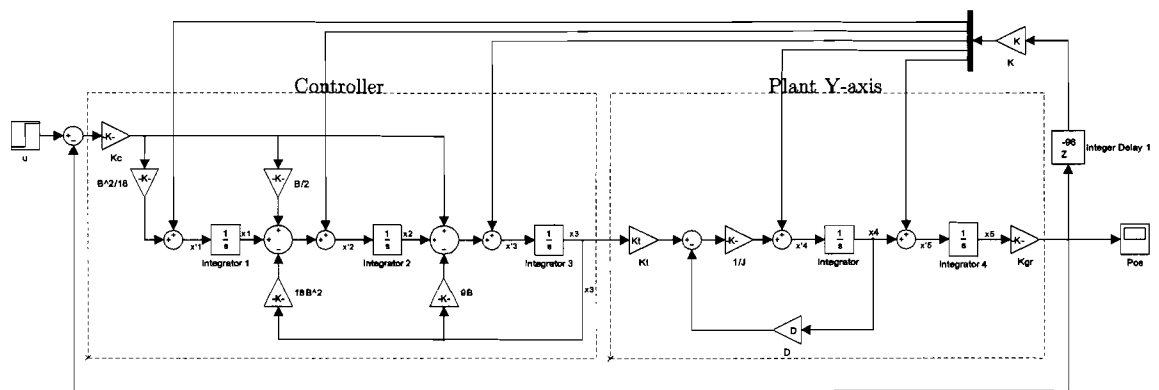 Controller
Plant Y-axis
K
K
-98
Z
Integer Delay 1
u
+
−
-K-
Kc
-K-
B^2/18
-K-
B/2
+
+
x'1
1
s
x1
Integrator 1
+
+
+
+
+
x'2
1
s
x2
Integrator 2
+
+
−
+
+
x'3
1
s
x3
Integrator 3
x3
-K-
18B^2
-K-
9B
Kt
Kt
+
−
-K-
1/J
+
+
x'4
1
s
x4
Integrator
+
+
x'5
1
s
x5
Integrator 4
-K-
Kgr
Pos
D
D